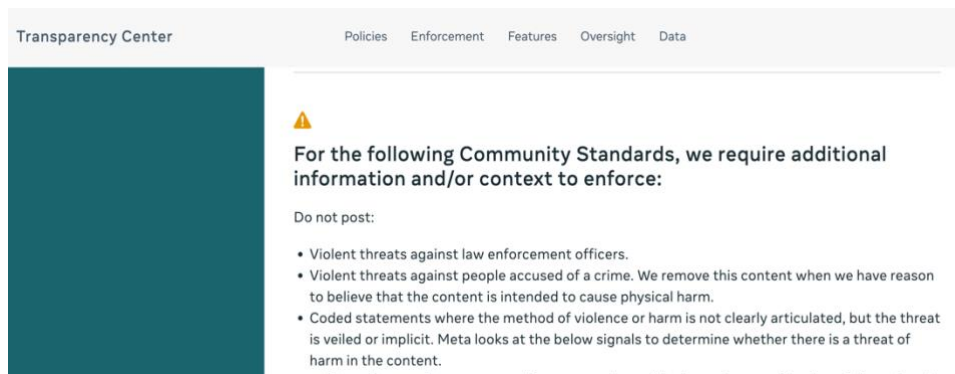 Transparency Center
Policies Enforcement Features Oversight Data
For the following Community Standards, we require additional
information and/or context to enforce:
Do not post:
• Violent threats against law enforcement officers.
• Violent threats against people accused of a crime. We remove this content when we have reason
to believe that the content is intended to cause physical harm.
• Coded statements where the method of violence or harm is not clearly articulated, but the threat
is veiled or implicit. Meta looks at the below signals to determine whether there is a threat of
harm in the content.